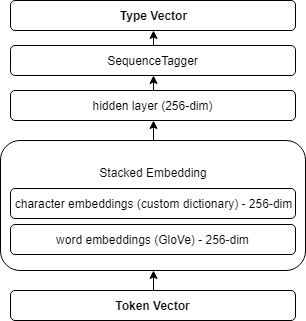 Type Vector
SequenceTagger
hidden layer (256-dim)
Stacked Embedding
character embeddings (custom dictionary) - 256-dim
word embeddings (GloVe) - 256-dim
Token Vector